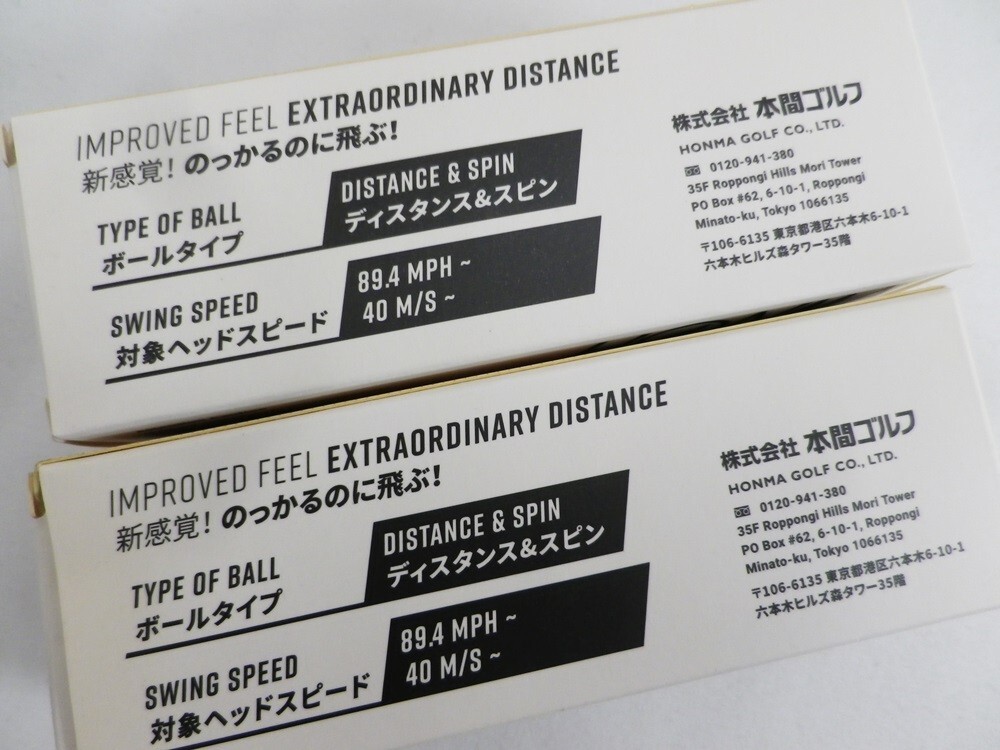 IMPROVED FEEL EXTRAORDINARY DISTANCE
新感覚！のっかるのに飛ぶ！
TYPE OF BALL
ボールタイプ
DISTANCE & SPIN
ディスタンス&スピン
SWING SPEED
対象ヘッドスピード
89.4 MPH ~
40 M/S ~
株式会社 本間ゴルフ
HONMA GOLF CO., LTD.
0120-941-380
35F Roppongi Hills Mori Tower
PO Box #62, 6-10-1, Roppongi
Minato-ku, Tokyo 1066135
〒106-6135 東京都港区六本木6-10-1
六本木ヒルズ森タワー35階
IMPROVED FEEL EXTRAORDINARY DISTANCE
新感覚！のっかるのに飛ぶ！
TYPE OF BALL
ボールタイプ
DISTANCE & SPIN
ディスタンス&スピン
SWING SPEED
対象ヘッドスピード
89.4 MPH ~
40 M/S ~
株式会社 本間ゴルフ
HONMA GOLF CO., LTD.
0120-941-380
35F Roppongi Hills Mori Tower
PO Box #62, 6-10-1, Roppongi
Minato-ku, Tokyo 1066135
〒106-6135 東京都港区六本木6-10-1
六本木ヒルズ森タワー35階